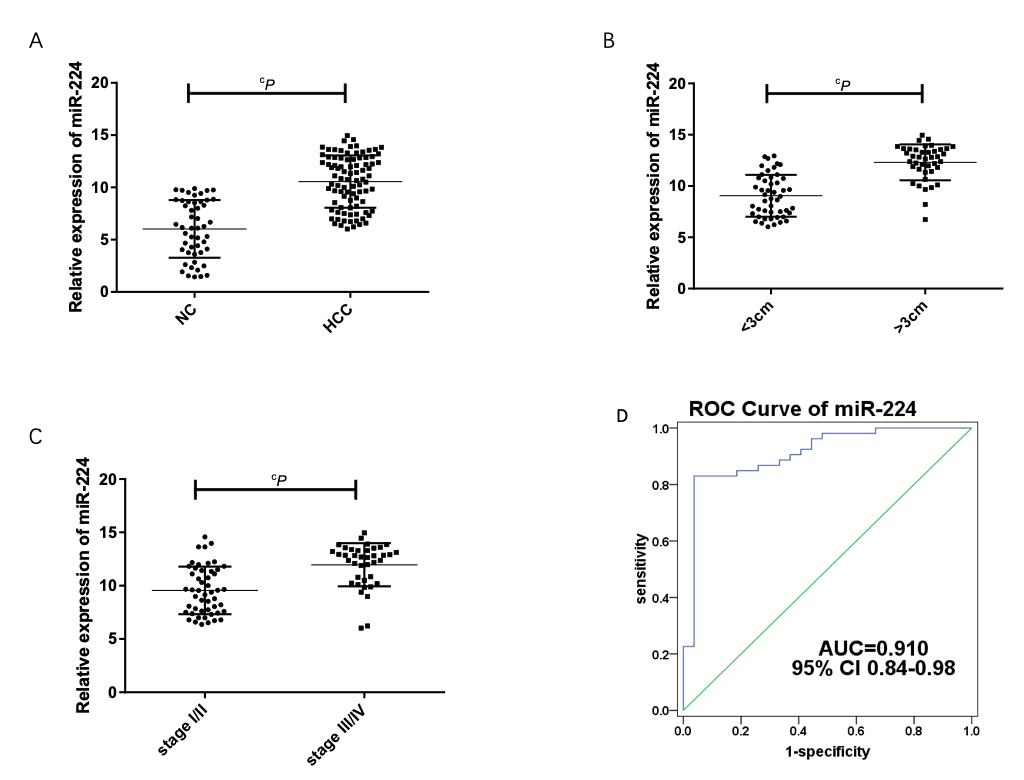 A
Relative expression of miR-224
20
15
10
5
0
cP
NC
HCC
B
Relative expression of miR-224
20
15
10
5
0
cP
<3cm
>3cm
C
Relative expression of miR-224
20
15
10
5
0
cP
stage I/II
stage III/IV
D
ROC Curve of miR-224
sensitivity
1.0
0.8
0.6
0.4
0.2
0.0
AUC=0.910
95% CI 0.84-0.98
0.0 0.2 0.4 0.6 0.8 1.0
1-specificity